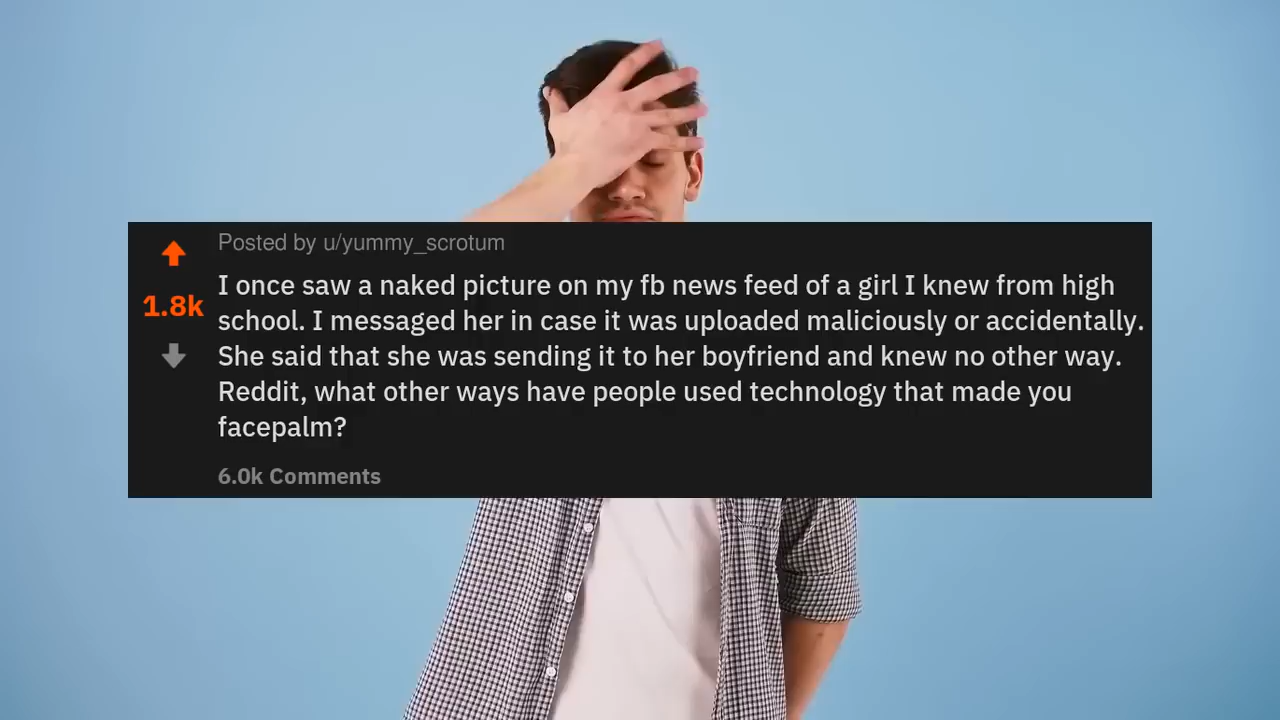 Posted by u/yummy_scrotum
1.8k
I once saw a naked picture on my fb news feed of a girl I knew from high
school. I messaged her in case it was uploaded maliciously or accidentally.
She said that she was sending it to her boyfriend and knew no other way.
Reddit, what other ways have people used technology that made you
facepalm?
6.0k Comments